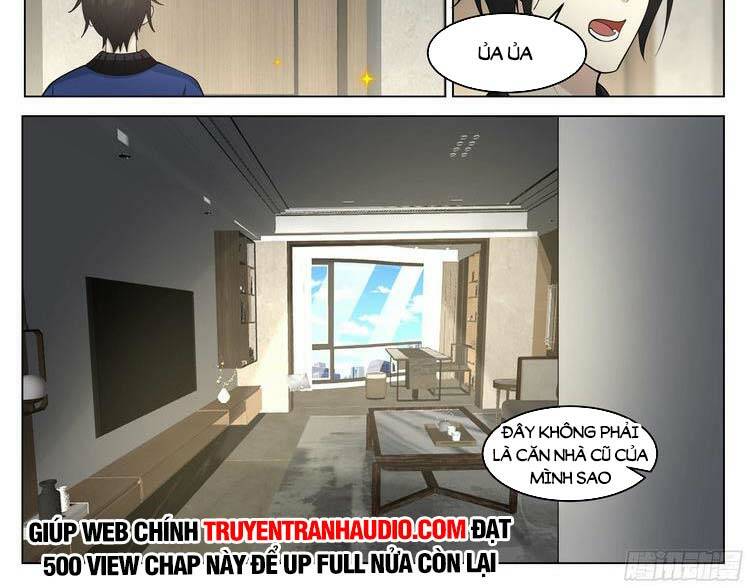 ỦA ỦA
ĐÂY KHÔNG PHẢI
LÀ CĂN NHÀ CŨ CỦA
MÌNH SAO
GIÚP WEB CHÍNH TRUYENTRANHAUDIO.COM ĐẠT
500 VIEW CHAP NÀY ĐỂ UP FULL NỬA CÒN LẠI